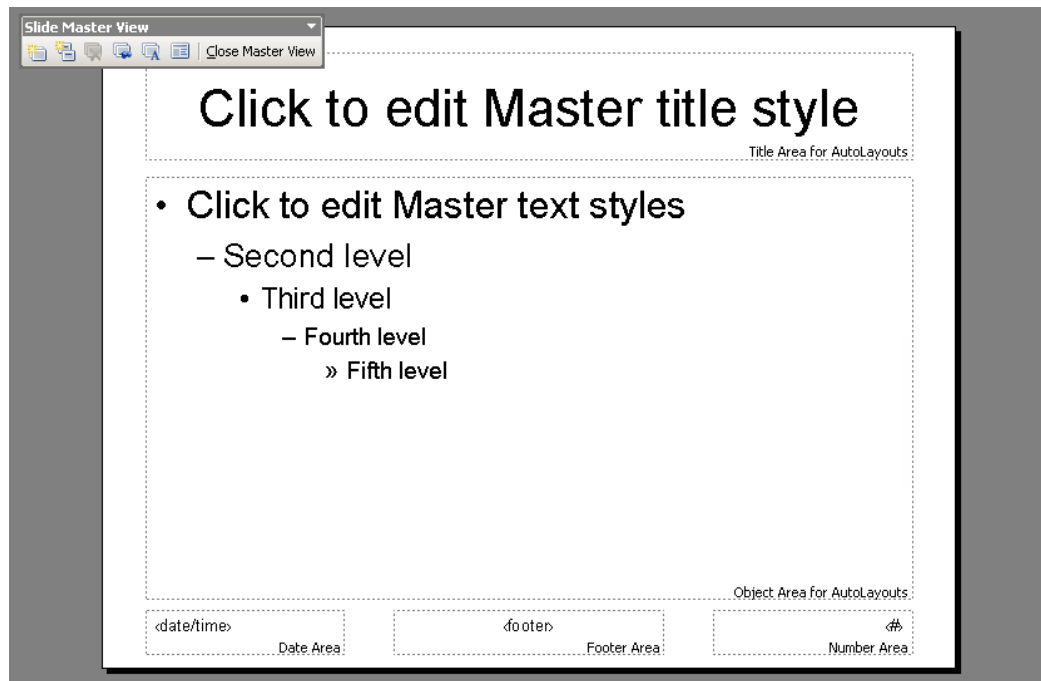 Slide Master View
Close Master View
Click to edit Master title style
Title Area for AutoLayouts
• Click to edit Master text styles
– Second level
• Third level
– Fourth level
» Fifth level
Object Area for AutoLayouts
<date/time>
Date Area
<footer>
Footer Area
<#>
Number Area